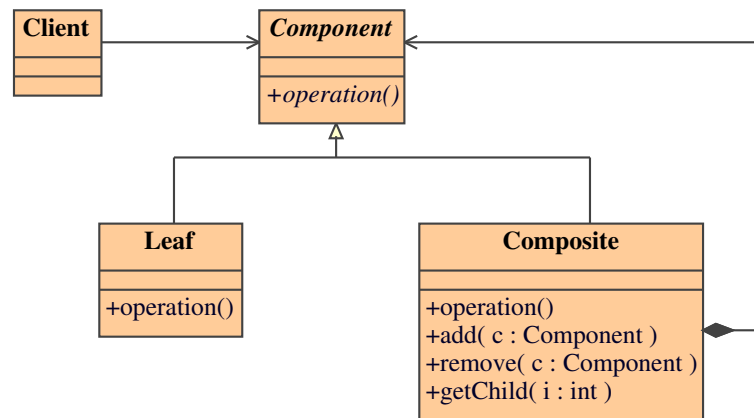 Client
Component
+operation()
Leaf
+operation()
Composite
+operation()
+add( c : Component )
+remove( c : Component )
+getChild( i : int )